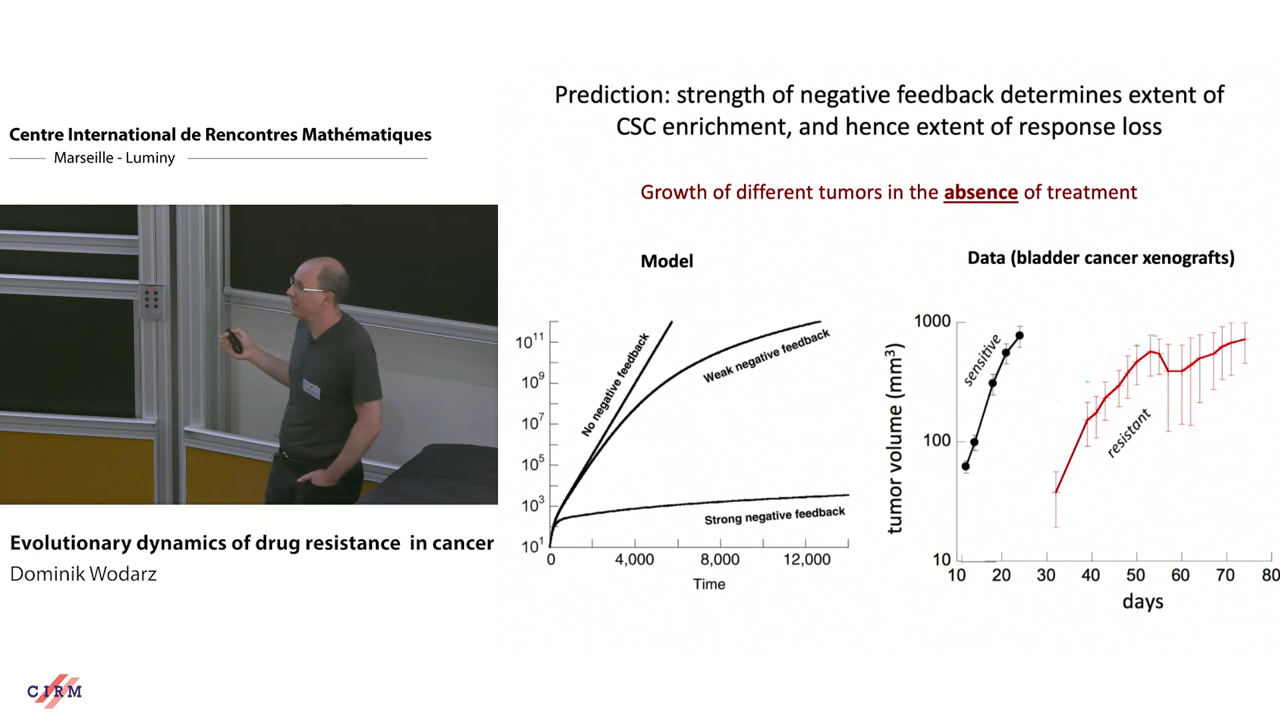 Centre International de Rencontres Mathématiques
Marseille - Luminy
Evolutionary dynamics of drug resistance in cancer
Dominik Wodarz
CIRM
Prediction: strength of negative feedback determines extent of
CSC enrichment, and hence extent of response loss
Growth of different tumors in the absence of treatment
Model
10¹¹
10⁹
10⁷
10⁵
10³
10¹
No negative feedback
Weak negative feedback
Strong negative feedback
0 4,000 8,000 12,000
Time
Data (bladder cancer xenografts)
tumor volume (mm³)
1000
100
10
sensitive
resistant
10 20 30 40 50 60 70 80
days